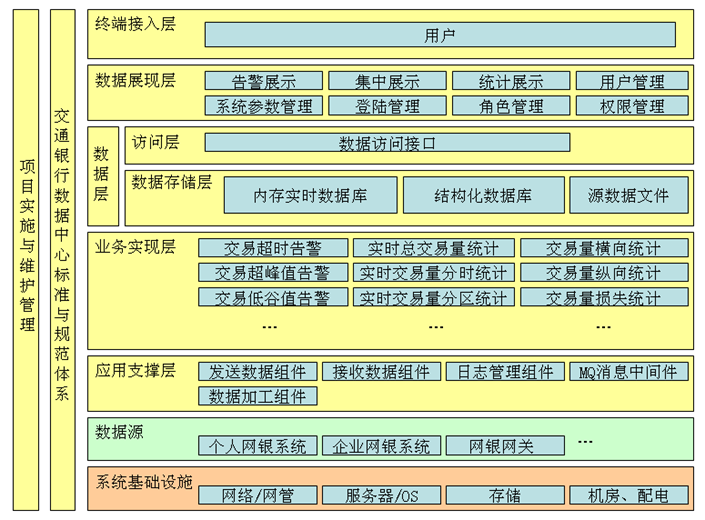 项目实施与维护管理
交通银行数据中心标准与规范体系
终端接入层
用户
数据展现层
告警展示
集中展示
统计展示
用户管理
系统参数管理
登陆管理
角色管理
权限管理
数据层
访问层
数据访问接口
数据存储层
内存实时数据库
结构化数据库
源数据文件
业务实现层
交易超时告警
实时总交易量统计
交易量横向统计
交易超峰值告警
实时交易量分时统计
交易量纵向统计
交易低谷值告警
实时交易量分区统计
交易量损失统计
...
...
...
应用支撑层
发送数据组件
接收数据组件
日志管理组件
MQ消息中间件
数据加工组件
数据源
个人网银系统
企业网银系统
网银网关
...
系统基础设施
网络/网管
服务器/OS
存储
机房、配电